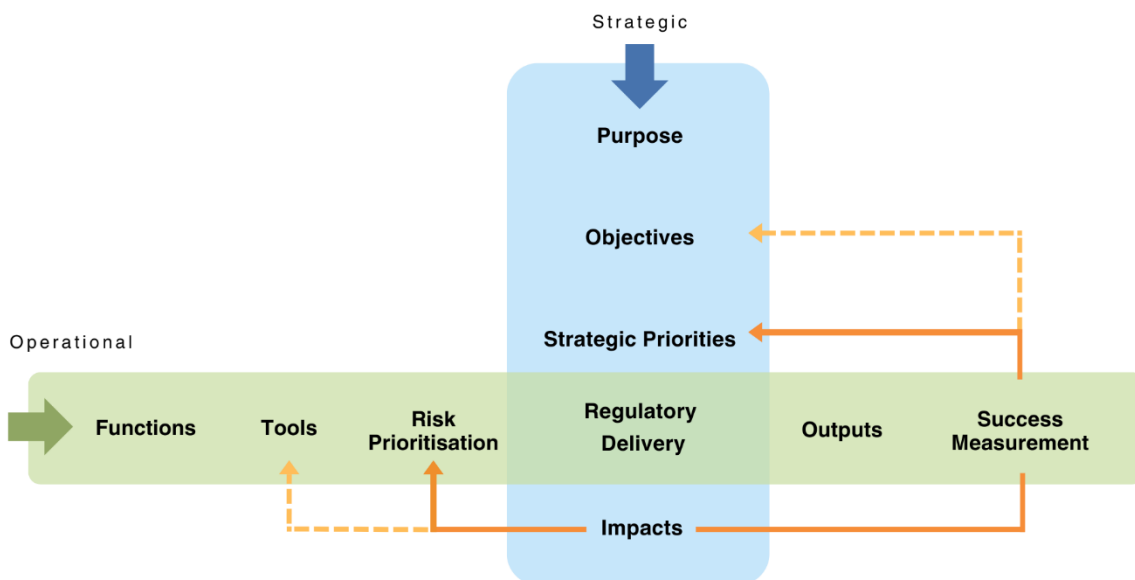 Strategic
Purpose
Objectives
Strategic Priorities
Operational
Functions
Tools
Risk
Prioritisation
Regulatory
Delivery
Outputs
Success
Measurement
Impacts